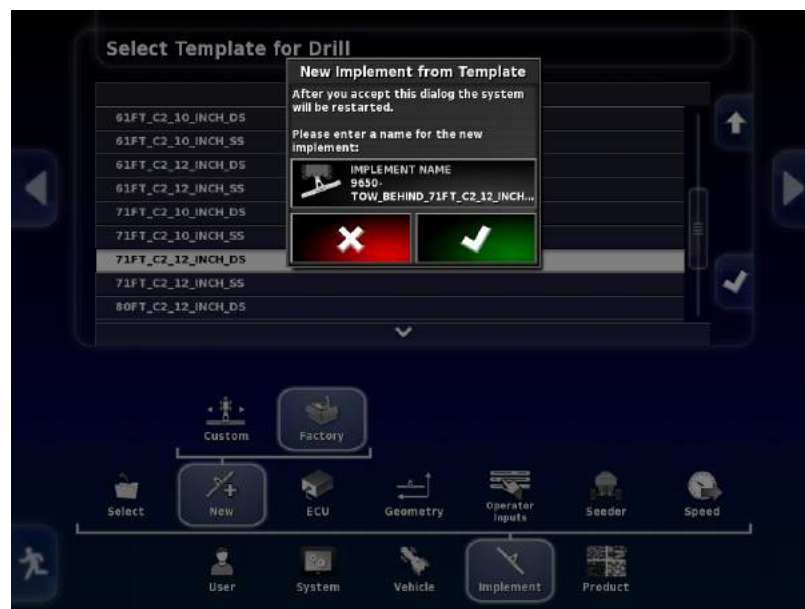 Select Template for Drill
New Implement from Template
After you accept this dialog the system
will be restarted.
Please enter a name for the new
implement:
IMPLEMENT NAME
9650-
TOW_BEHIND_71FT_C2_12_INCH...
61FT_C2_10_INCH_DS
61FT_C2_10_INCH_SS
61FT_C2_12_INCH_DS
61FT_C2_12_INCH_SS
71FT_C2_10_INCH_DS
71FT_C2_10_INCH_SS
71FT_C2_12_INCH_DS
71FT_C2_12_INCH_SS
80FT_C2_12_INCH_DS
Custom
Factory
Select
New
ECU
Geometry
Operator
Inputs
Seeder
Speed
User
System
Vehicle
Implement
Product